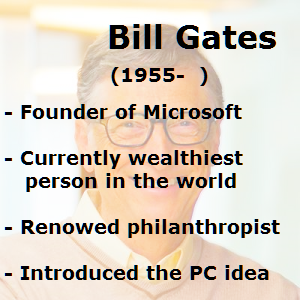 Bill Gates
(1955-  )
- Founder of Microsoft
- Currently wealthiest
person in the world
- Renowed philanthropist
- Introduced the PC idea